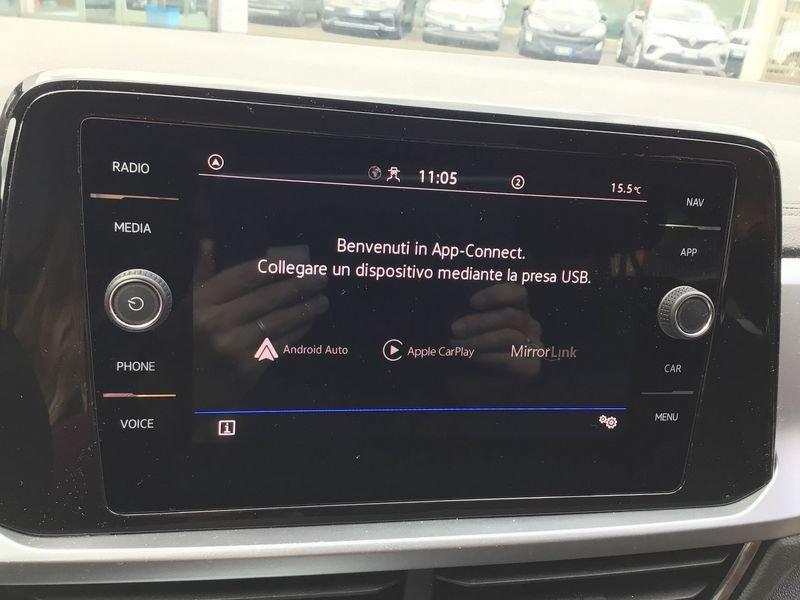 RADIO
MEDIA
PHONE
VOICE
11:05
2
15.5°C
Benvenuti in App-Connect.
Collegare un dispositivo mediante la presa USB.
Android Auto
Apple CarPlay
MirrorLink
i
NAV
APP
CAR
MENU